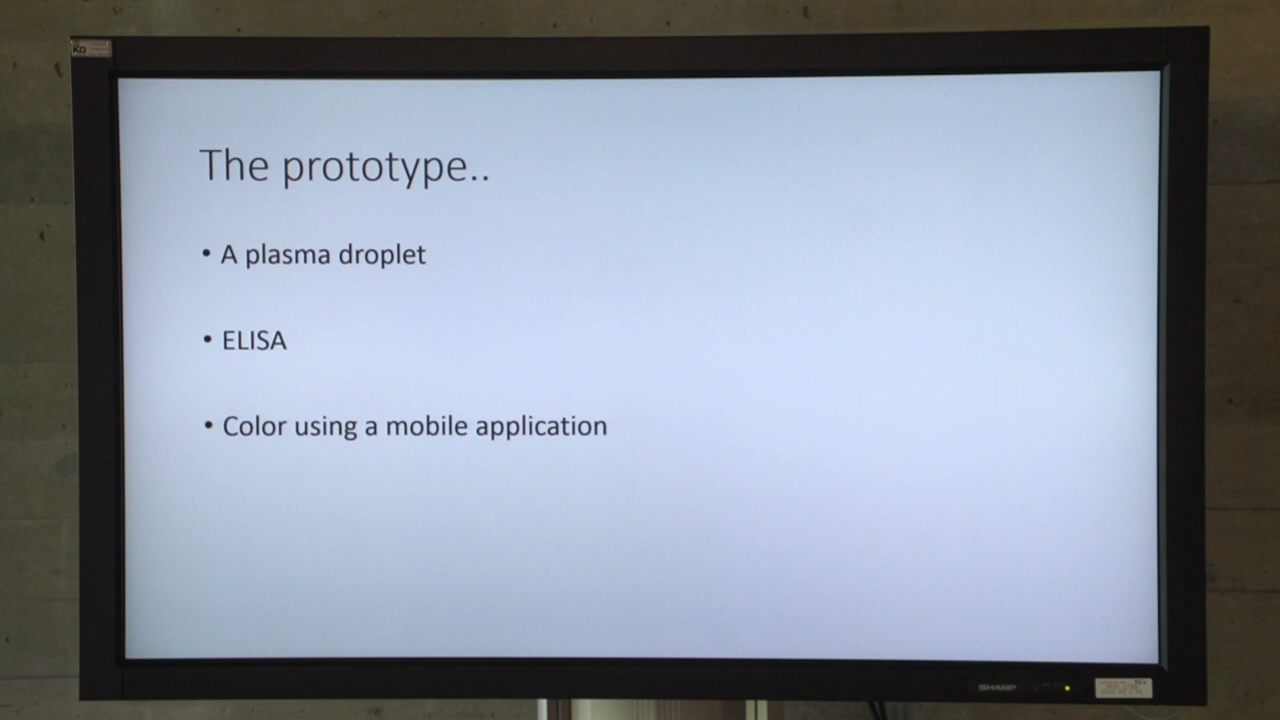 The prototype..
• A plasma droplet
• ELISA
• Color using a mobile application
SHARP